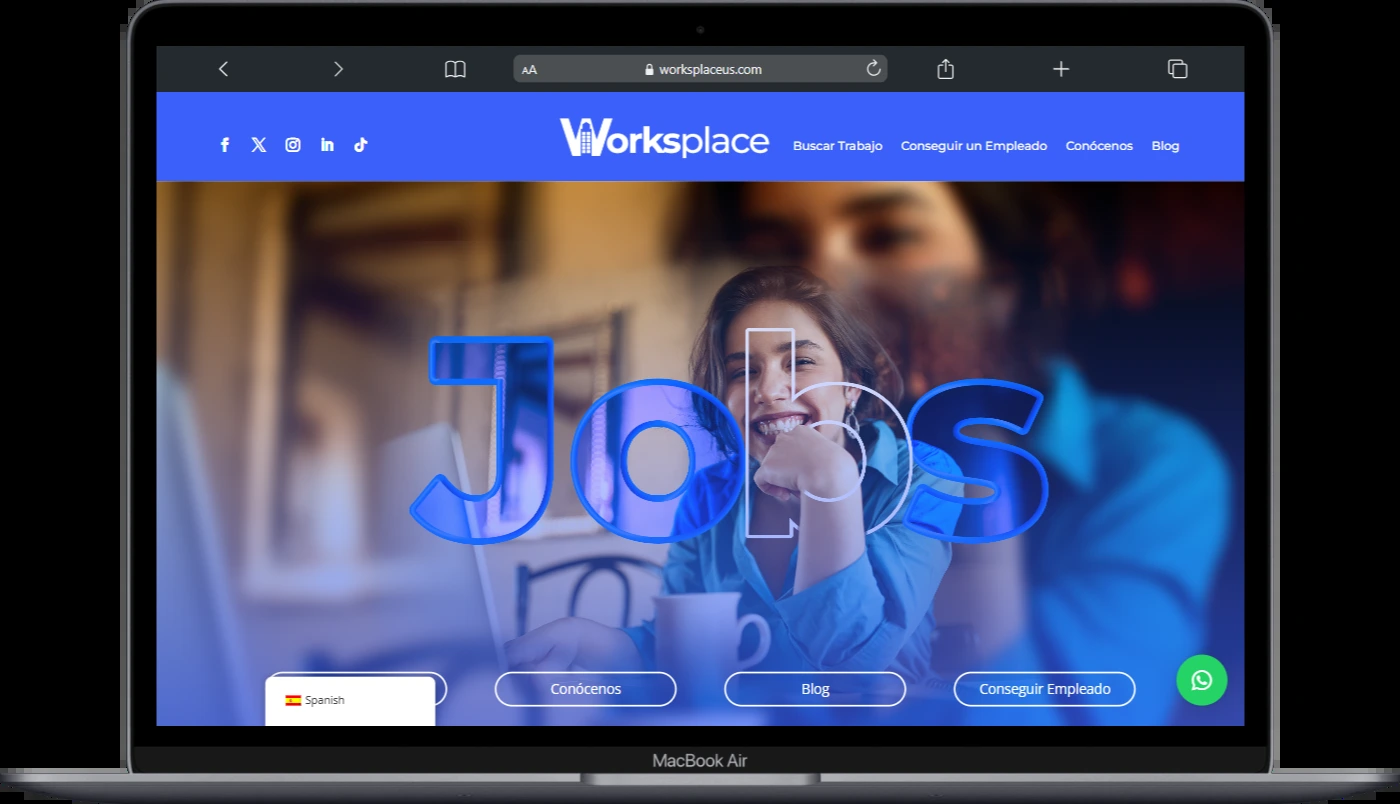 AA worksplaceus.com
Worksplace
Buscar Trabajo Conseguir un Empleado Conócenos Blog
Jobs
Conócenos Blog Conseguir Empleado
Spanish
MacBook Air